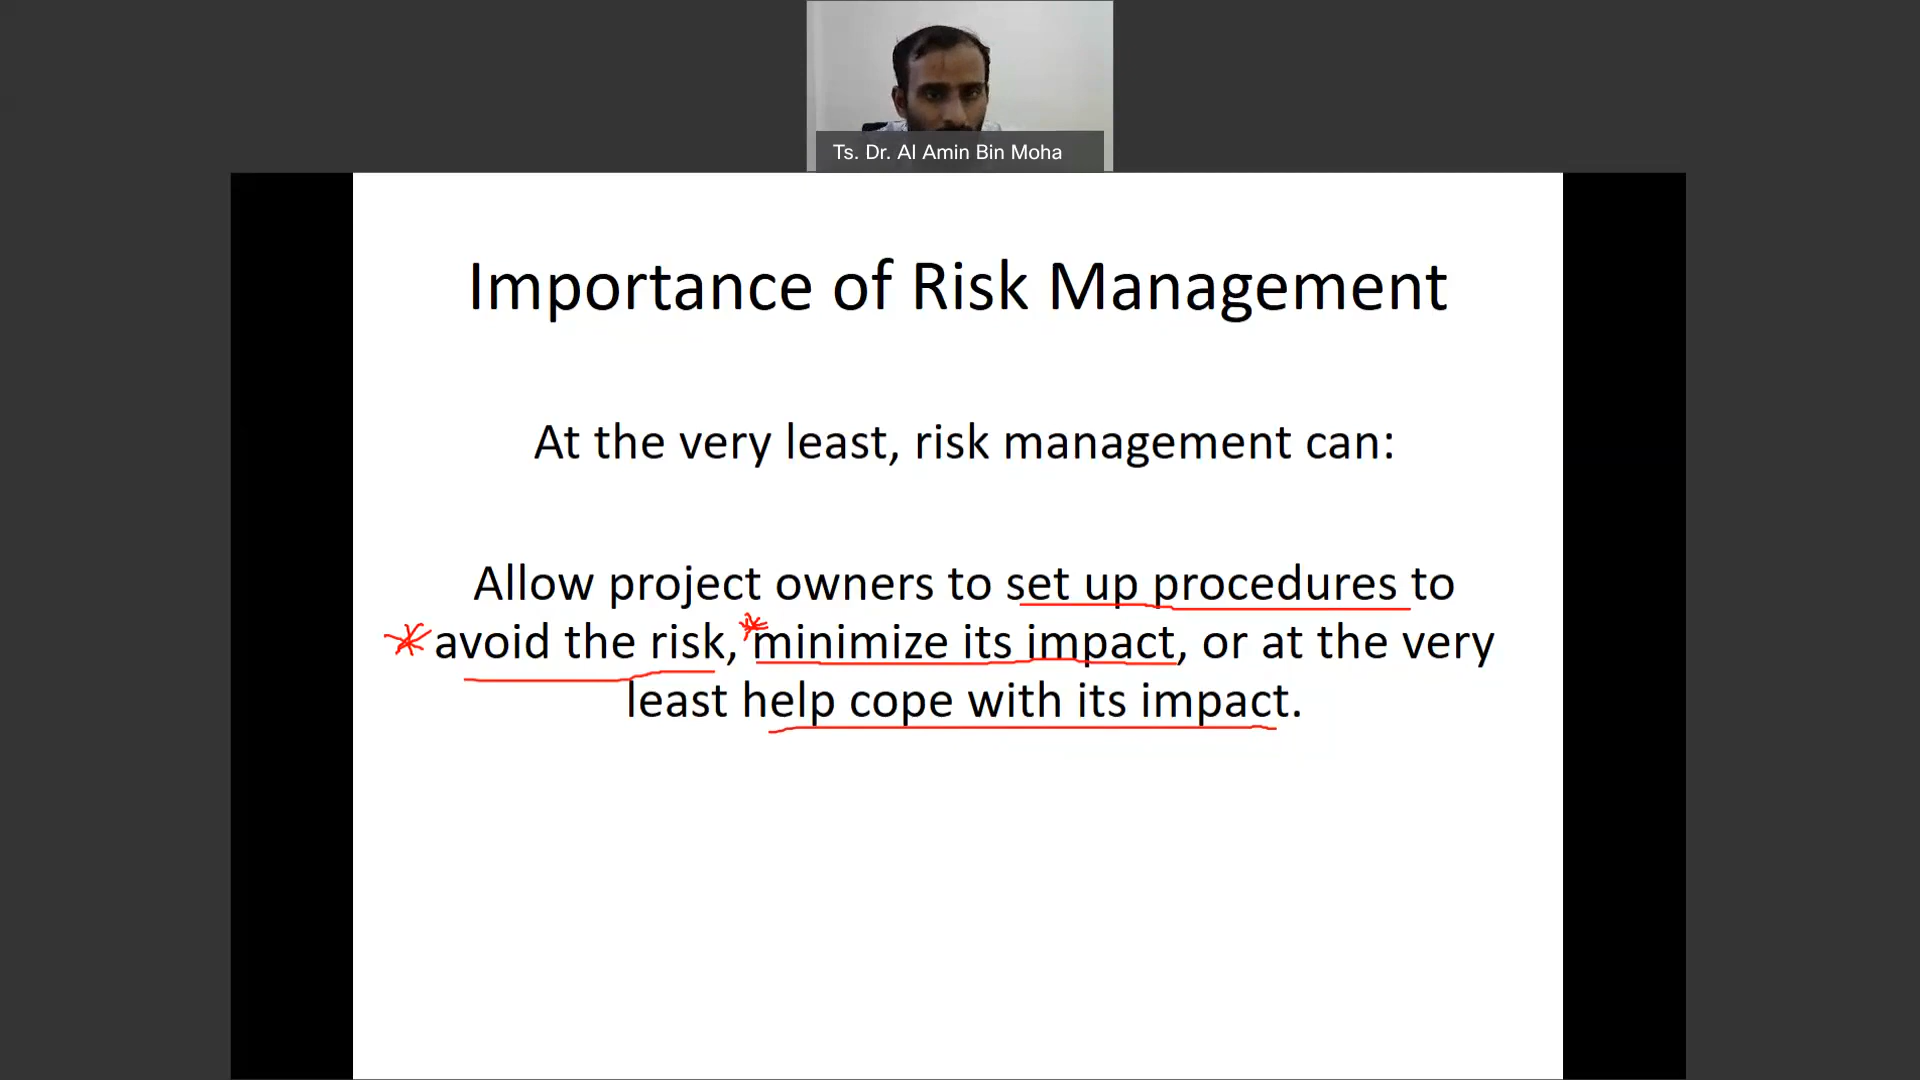 Ts. Dr. Al Amin Bin Moha
Importance of Risk Management
At the very least, risk management can:
Allow project owners to set up procedures to
avoid the risk, minimize its impact, or at the very
least help cope with its impact.